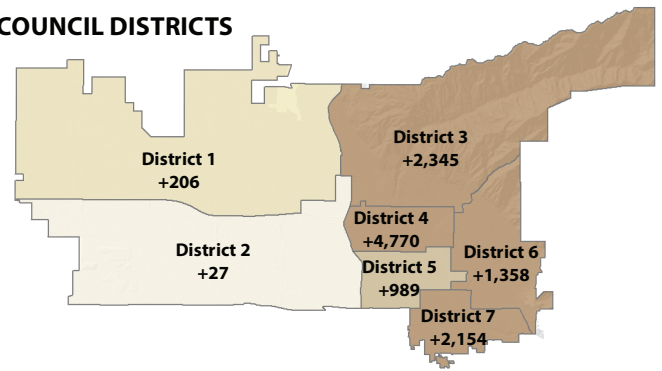 COUNCIL DISTRICTS
District 1
+206
District 2
+27
District 3
+2,345
District 4
+4,770
District 5
+989
District 6
+1,358
District 7
+2,154